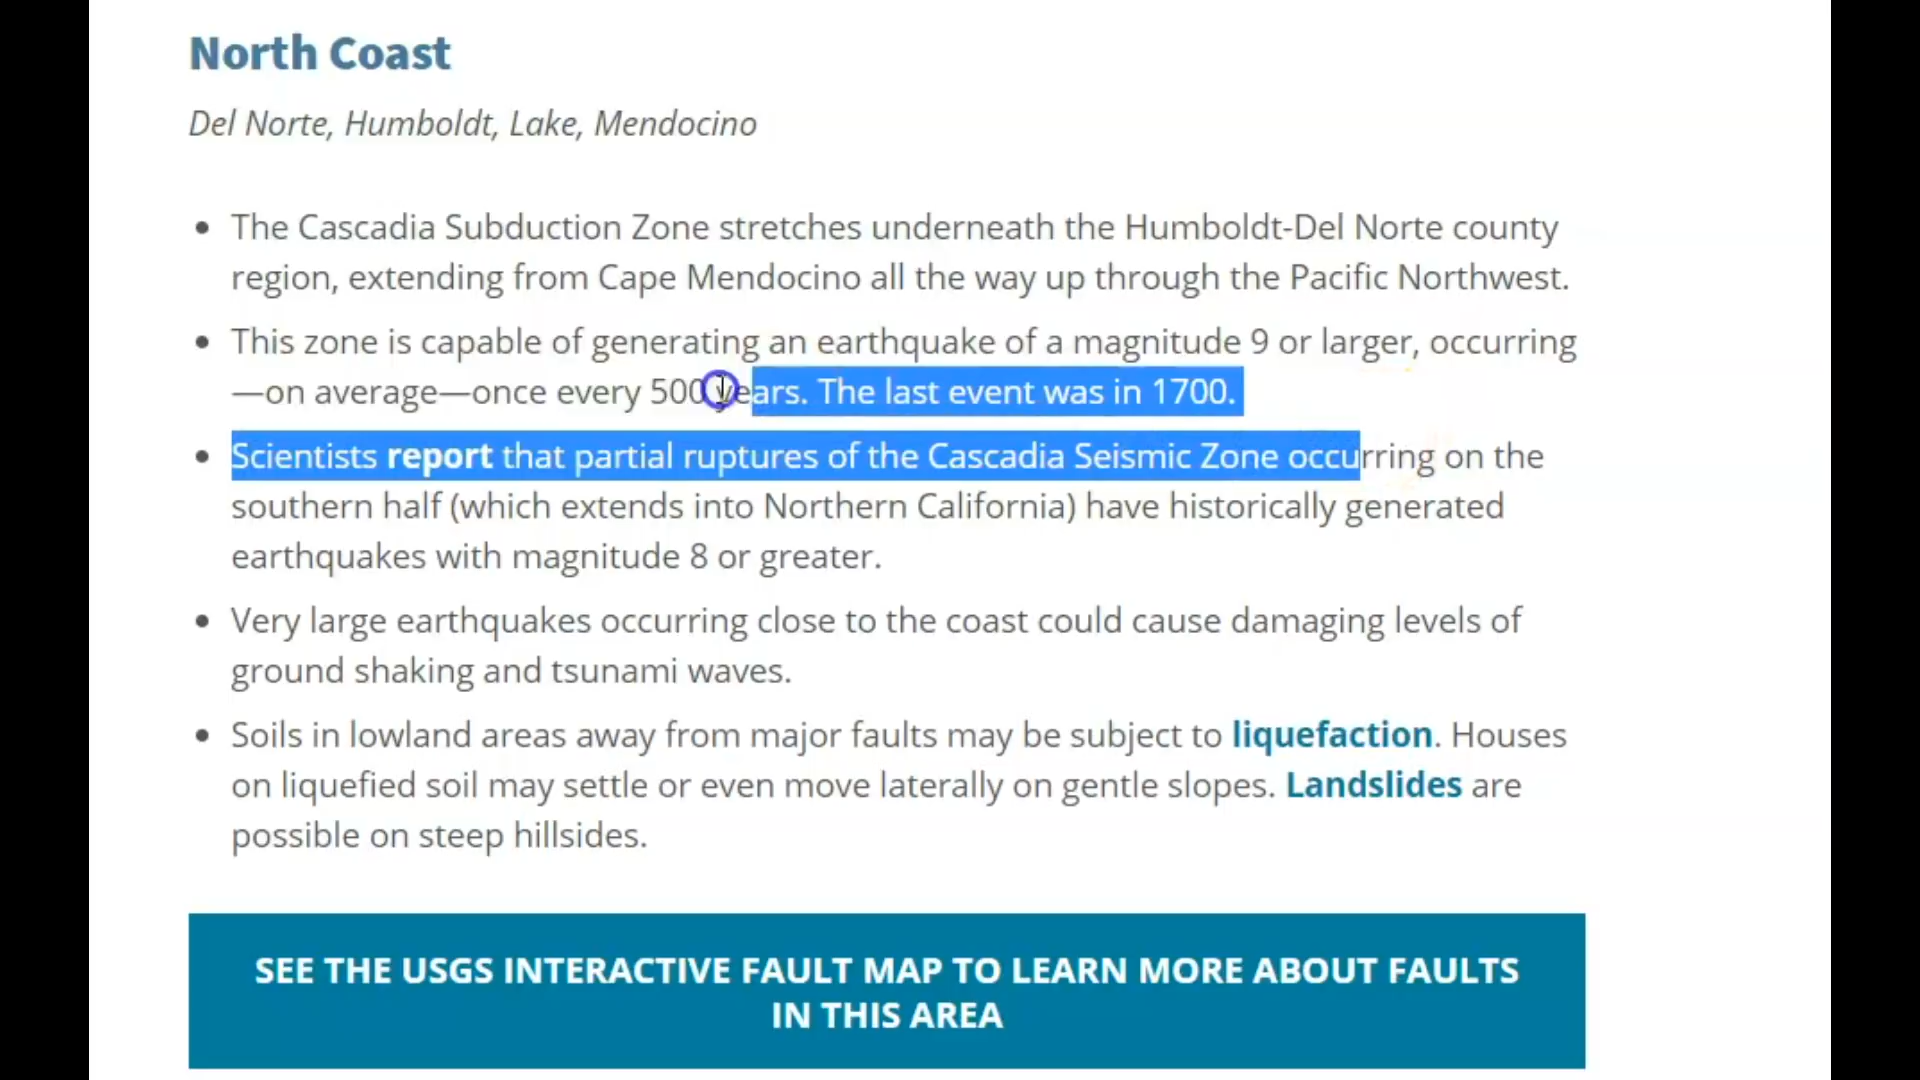 North Coast
Del Norte, Humboldt, Lake, Mendocino
• The Cascadia Subduction Zone stretches underneath the Humboldt-Del Norte county
region, extending from Cape Mendocino all the way up through the Pacific Northwest.
• This zone is capable of generating an earthquake of a magnitude 9 or larger, occurring
—on average—once every 500 years. The last event was in 1700.
• Scientists report that partial ruptures of the Cascadia Seismic Zone occurring on the
southern half (which extends into Northern California) have historically generated
earthquakes with magnitude 8 or greater.
• Very large earthquakes occurring close to the coast could cause damaging levels of
ground shaking and tsunami waves.
• Soils in lowland areas away from major faults may be subject to liquefaction. Houses
on liquefied soil may settle or even move laterally on gentle slopes. Landslides are
possible on steep hillsides.
SEE THE USGS INTERACTIVE FAULT MAP TO LEARN MORE ABOUT FAULTS
IN THIS AREA